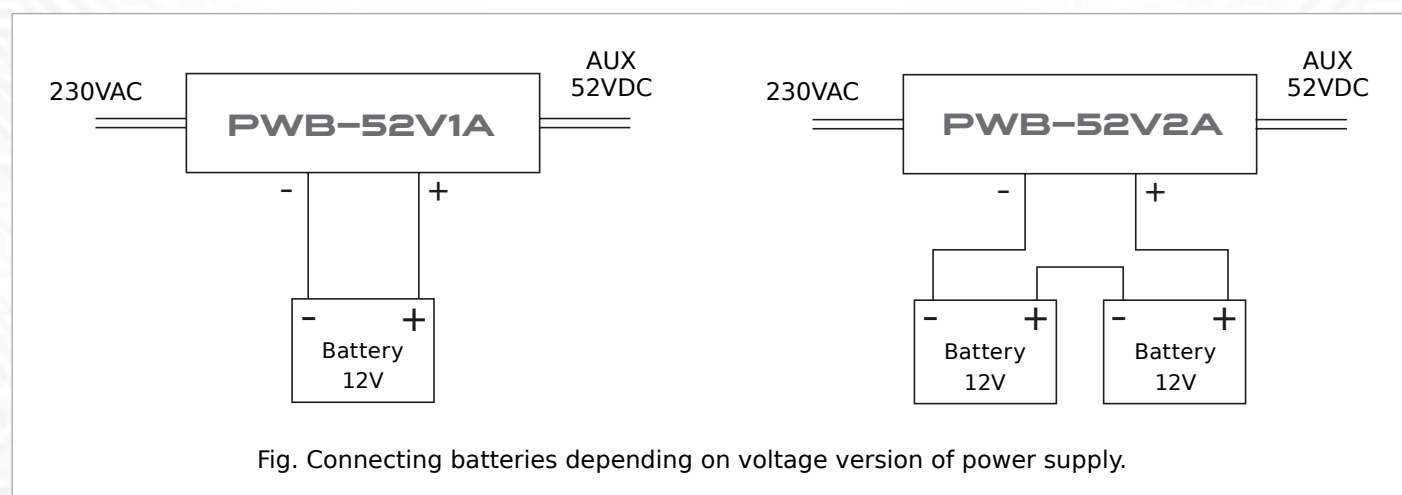 230VAC
PWB-52V1A
AUX
52VDC
- +
- +
Battery
12V
230VAC
PWB-52V2A
AUX
52VDC
- +
- + - +
Battery Battery
12V 12V
Fig. Connecting batteries depending on voltage version of power supply.